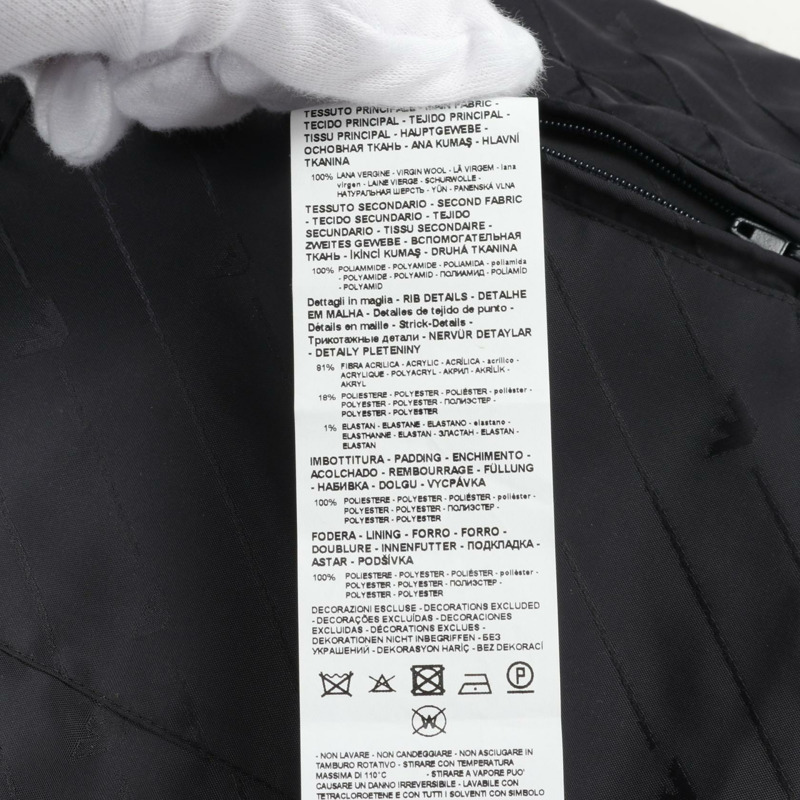 TESSUTO PRINCIPALE - MAIN FABRIC -
TECIDO PRINCIPAL - TEJIDO PRINCIPAL -
TISSU PRINCIPAL - HAUPTGEWEBE -
ОСНОВНАЯ ТКАНЬ - ANA KUMAŞ - HLAVNÍ
TKANINA
100% LANA VERGINE - VIRGIN WOOL - LÃ VIRGEM - lana
virgen - LAINE VIERGE - SCHURWOLLE -
НАТУРАЛЬНАЯ ШЕРСТЬ - YÜN - PANENSKÁ VLNA
TESSUTO SECONDARIO - SECOND FABRIC
- TECIDO SECUNDARIO - TEJIDO
SECUNDARIO - TISSU SECONDAIRE -
ZWEITES GEWEBE - ВСПОМОГАТЕЛЬНАЯ
ТКАНЬ - İKİNCİ KUMAŞ - DRUHÁ TKANINA
100% POLIAMMIDE - POLYAMIDE - POLIAMIDA - poliamida
- POLYAMIDE - POLYAMID - ПОЛИАМИД - POLİAMİD
- POLYAMID
Dettagli in maglia - RIB DETAILS - DETALHE
EM MALHA - Detalles de tejido de punto -
Détails en maille - Strick-Details -
Трикотажные детали - NERVÜR DETAYLAR
- DETAILY PLETENINY
81% FIBRA ACRILICA - ACRYLIC - ACRÍLICA - acrílico -
ACRYLIQUE - POLYACRYL - АКРИЛ - AKRİLİK -
AKRYL
18% POLIESTERE - POLYESTER - POLIÉSTER - poliéster -
POLYESTER - POLYESTER - ПОЛИЭСТЕР -
POLYESTER - POLYESTER
1% ELASTAN - ELASTANE - ELASTANO - elastano -
ELASTHANNE - ELASTAN - ЭЛАСТАН - ELASTAN -
ELASTAN
IMBOTTITURA - PADDING - ENCHIMENTO -
ACOLCHADO - REMBOURRAGE - FÜLLUNG
- НАБИВКА - DOLGU - VYCPÁVKA
100% POLIESTERE - POLYESTER - POLIÉSTER - poliéster -
POLYESTER - POLYESTER - ПОЛИЭСТЕР -
POLYESTER - POLYESTER
FODERA - LINING - FORRO - FORRO -
DOUBLURE - INNENFUTTER - ПОДКЛАДКА -
ASTAR - PODŠÍVKA
100% POLIESTERE - POLYESTER - POLIÉSTER - poliéster -
POLYESTER - POLYESTER - ПОЛИЭСТЕР -
POLYESTER - POLYESTER
DECORAZIONI ESCLUSE - DECORATIONS EXCLUDED
- DECORAÇÕES EXCLUÍDAS - DECORACIONES
EXCLUIDAS - DÉCORATIONS EXCLUES -
DEKORATIONEN NICHT INBEGRIFFEN - БЕЗ
УКРАШЕНИЙ - DEKORASYON HARİÇ - BEZ DEKORACÍ
P
W
- NON LAVARE - NON CANDEGGIARE - NON ASCIUGARE IN
TAMBURO ROTATIVO - STIRARE CON TEMPERATURA
MASSIMA DI 110°C - STIRARE A VAPORE PUO'
CAUSARE UN DANNO IRREVERSIBILE - LAVABILE CON
TETRACLOROETENE E CON TUTTI I SOLVENTI CON SIMBOLO